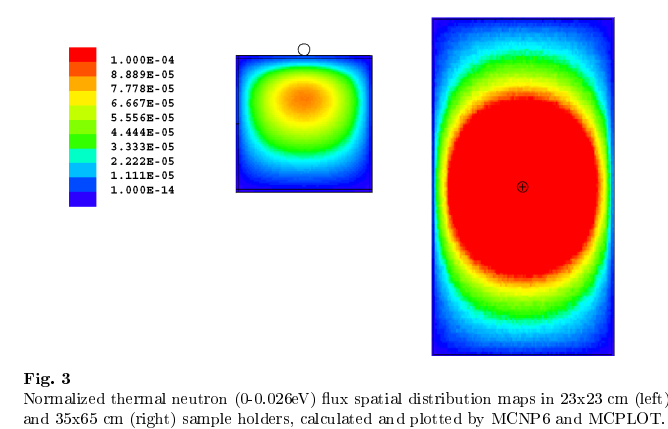 1.000E-04
8.889E-05
7.778E-05
6.667E-05
5.556E-05
4.444E-05
3.333E-05
2.222E-05
1.111E-05
1.000E-14
Fig. 3
Normalized thermal neutron (0-0.026eV) flux spatial distribution maps in 23x23 cm (left)
and 35x65 cm (right) sample holders, calculated and plotted by MCNP6 and MCPLOT.